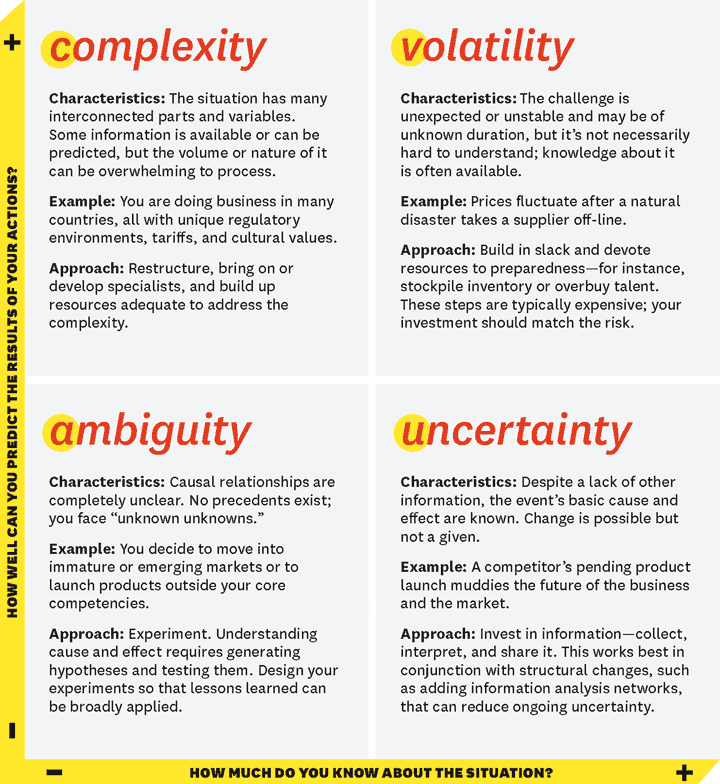 +
complexity
Characteristics: The situation has many
interconnected parts and variables.
Some information is available or can be
predicted, but the volume or nature of it
can be overwhelming to process.
Example: You are doing business in many
countries, all with unique regulatory
environments, tariffs, and cultural values.
Approach: Restructure, bring on or
develop specialists, and build up
resources adequate to address the
complexity.
volatility
Characteristics: The challenge is
unexpected or unstable and may be of
unknown duration, but it’s not necessarily
hard to understand; knowledge about it
is often available.
Example: Prices fluctuate after a natural
disaster takes a supplier off-line.
Approach: Build in slack and devote
resources to preparedness—for instance,
stockpile inventory or overbuy talent.
These steps are typically expensive; your
investment should match the risk.
HOW WELL CAN YOU PREDICT THE RESULTS OF YOUR ACTIONS?
ambiguity
Characteristics: Causal relationships are
completely unclear. No precedents exist;
you face “unknown unknowns.”
Example: You decide to move into
immature or emerging markets or to
launch products outside your core
competencies.
Approach: Experiment. Understanding
cause and effect requires generating
hypotheses and testing them. Design your
experiments so that lessons learned can
be broadly applied.
uncertainty
Characteristics: Despite a lack of other
information, the event’s basic cause and
effect are known. Change is possible but
not a given.
Example: A competitor’s pending product
launch muddies the future of the business
and the market.
Approach: Invest in information—collect,
interpret, and share it. This works best in
conjunction with structural changes, such
as adding information analysis networks,
that can reduce ongoing uncertainty.
–
– HOW MUCH DO YOU KNOW ABOUT THE SITUATION? +